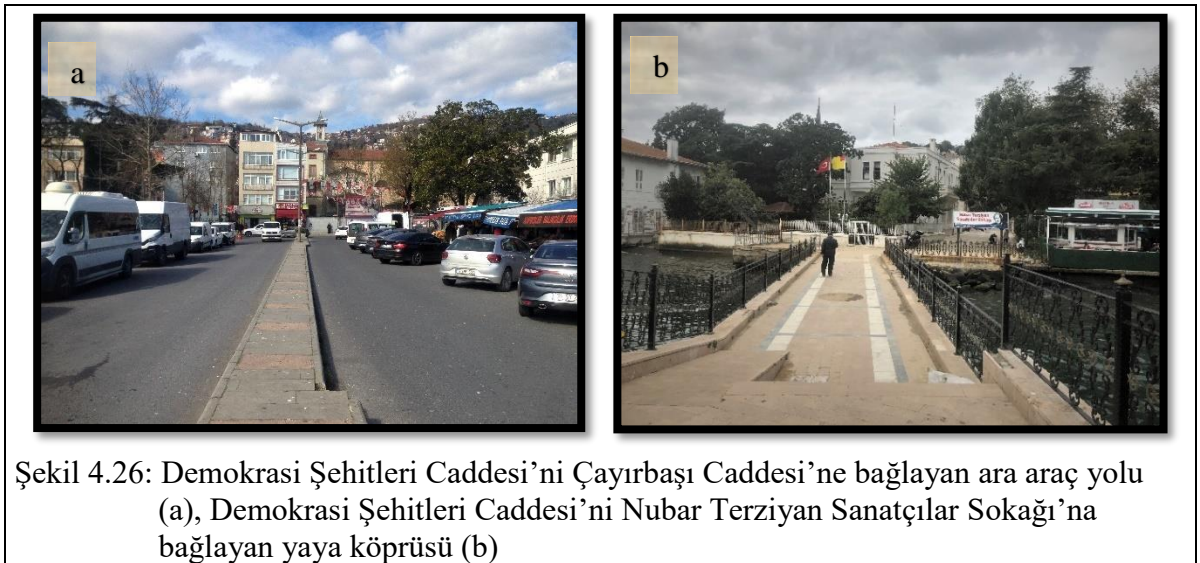 a
b
Şekil 4.26: Demokrasi Şehitleri Caddesi’ni Çayırbaşı Caddesi’ne bağlayan ara araç yolu
(a), Demokrasi Şehitleri Caddesi’ni Nubar Terziyan Sanatçılar Sokağı’na
bağlayan yaya köprüsü (b)